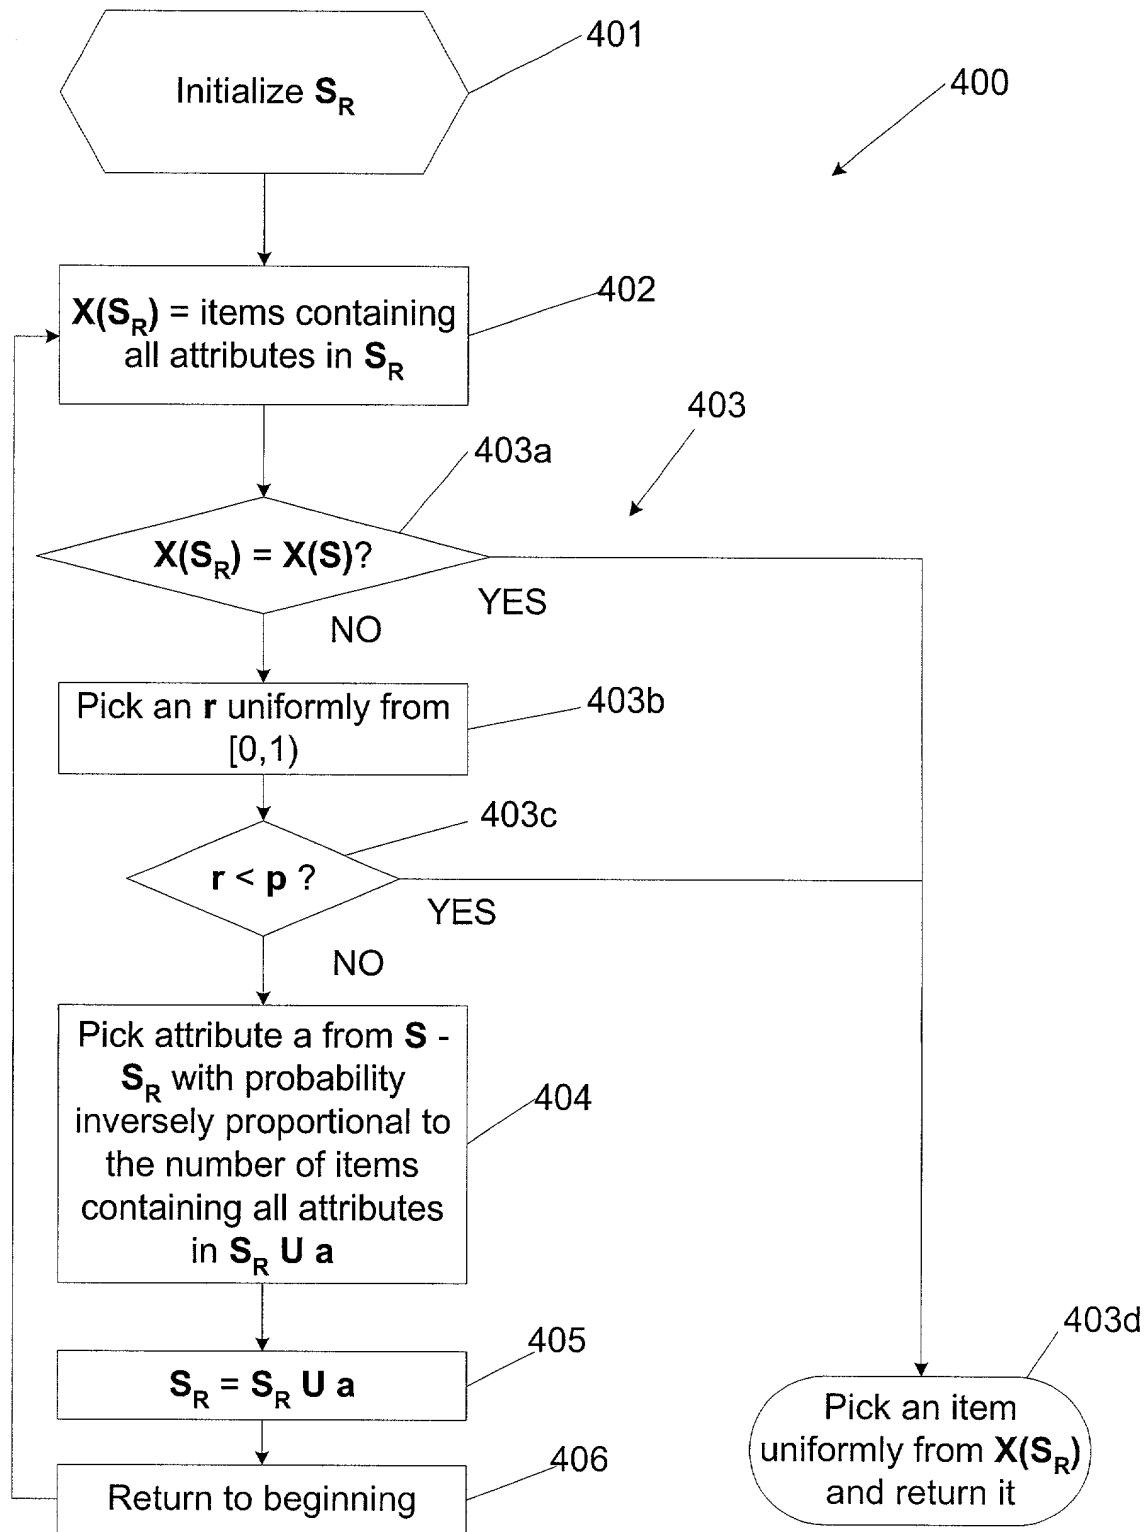 401
Initialize S_R
400
402
X(S_R) = items containing
all attributes in S_R
403
403a
X(S_R) = X(S)?
YES
NO
Pick an r uniformly from
[0,1)
403b
403c
r < p ?
YES
NO
Pick attribute a from S -
S_R with probability
inversely proportional to
the number of items
containing all attributes
in S_R U a
404
405
S_R = S_R U a
403d
Pick an item
uniformly from X(S_R)
and return it
406
Return to beginning